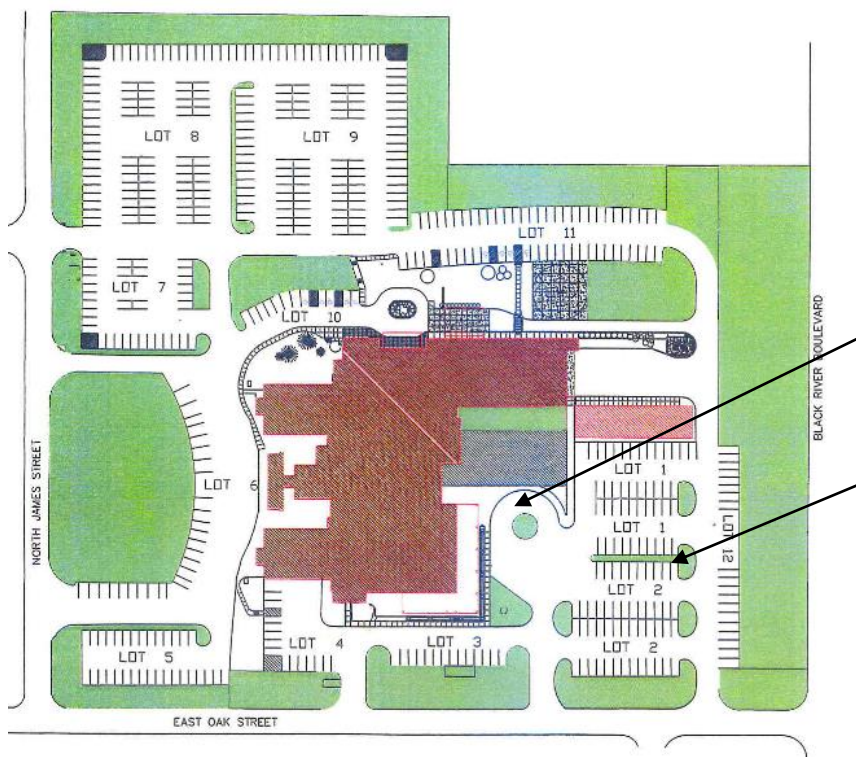 LOT 8
LOT 9
LOT 11
LOT 7
LOT 10
BLACK RIVER BOULEVARD
LOT 1
LOT 6
NORTH JAMES STREET
LOT 1
LOT 12
LOT 2
LOT 4
LOT 3
LOT 2
LOT 5
EAST OAK STREET